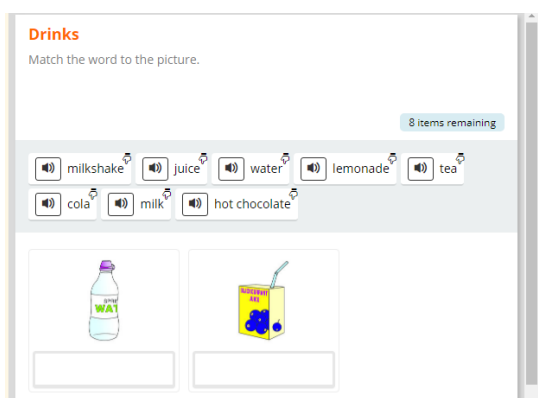 Drinks
Match the word to the picture.
8 items remaining
milkshake juice water lemonade tea
cola milk hot chocolate
WAT